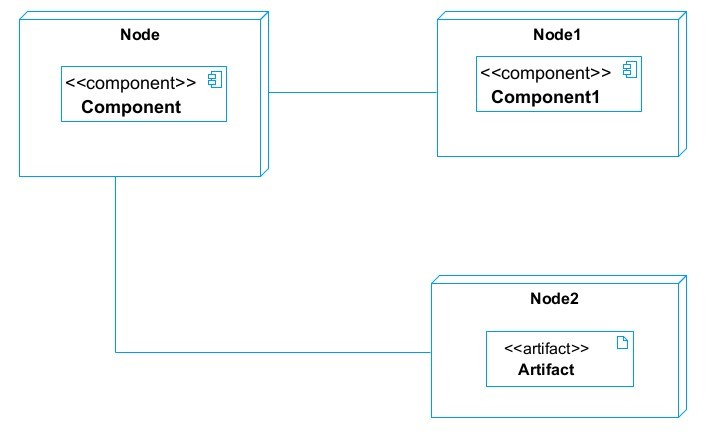 Node
<<component>>
Component
Node1
<<component>>
Component1
Node2
<<artifact>>
Artifact